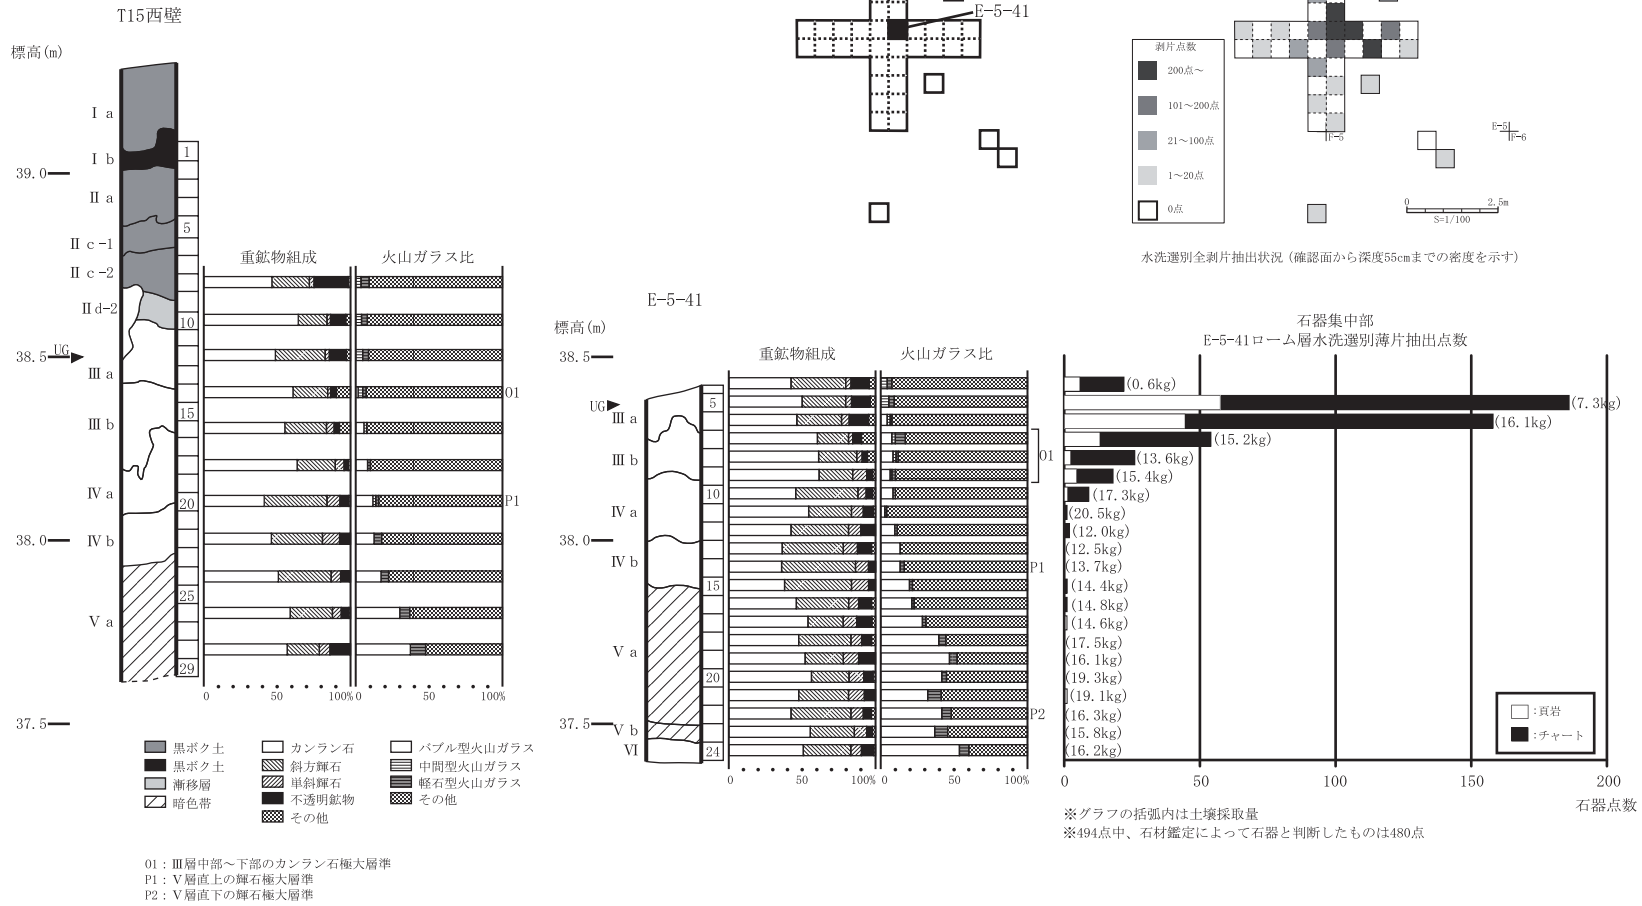 T15西壁
標高(m)
Ⅰa
Ⅰb
39.0
Ⅱa
Ⅱc-1
Ⅱc-2
Ⅱd-2
38.5
UG
Ⅲa
Ⅲb
Ⅳa
38.0
Ⅳb
Ⅴa
37.5
1
5
10
15
20
25
29
重鉱物組成
火山ガラス比
O1
P1
0 50 100% 0 50 100%
黒ボク土
黒ボク土
漸移層
暗色帯
カンラン石
斜方輝石
単斜輝石
不透明鉱物
その他
バブル型火山ガラス
中間型火山ガラス
軽石型火山ガラス
その他
O1：Ⅲ層中部～下部のカンラン石極大層準
P1：Ⅴ層直上の輝石極大層準
P2：Ⅴ層直下の輝石極大層準
E-5-41
剥片点数
200点～
101～200点
21～100点
1～20点
0点
F-5
E-5
F-6
0 2.5m
S=1/100
水洗選別全剥片抽出状況（確認面から深度55cmまでの密度を示す）
E-5-41
標高(m)
38.5
UG
Ⅲa
Ⅲb
Ⅳa
38.0
Ⅳb
Ⅴa
37.5
Ⅴb
Ⅵ
5
10
15
20
24
重鉱物組成
火山ガラス比
O1
P1
P2
0 50 100% 0 50 100%
石器集中部
E-5-41ローム層水洗選別薄片抽出点数
(0.6kg)
(7.3kg)
(16.1kg)
(15.2kg)
(13.6kg)
(15.4kg)
(17.3kg)
(20.5kg)
(12.0kg)
(12.5kg)
(13.7kg)
(14.4kg)
(14.8kg)
(14.6kg)
(17.5kg)
(16.1kg)
(19.3kg)
(19.1kg)
(16.3kg)
(15.8kg)
(16.2kg)
：頁岩
：チャート
0 50 100 150 200
石器点数
※グラフの括弧内は土壌採取量
※494点中、石材鑑定によって石器と判断したものは480点